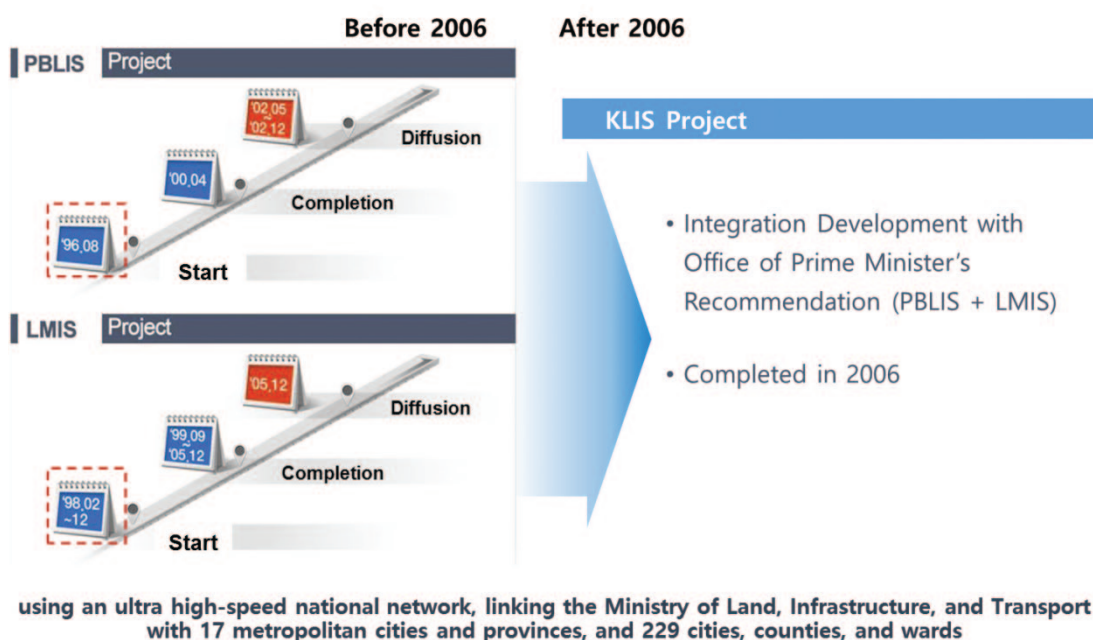 Before 2006
After 2006
PBLIS Project
'02.05
~
'02.12
Diffusion
'00.04
Completion
'96.08
Start
LMIS Project
'05.12
Diffusion
'99.09
~
'05.12
Completion
'98.02
~12
Start
KLIS Project
• Integration Development with
Office of Prime Minister's
Recommendation (PBLIS + LMIS)
• Completed in 2006
using an ultra high-speed national network, linking the Ministry of Land, Infrastructure, and Transport
with 17 metropolitan cities and provinces, and 229 cities, counties, and wards